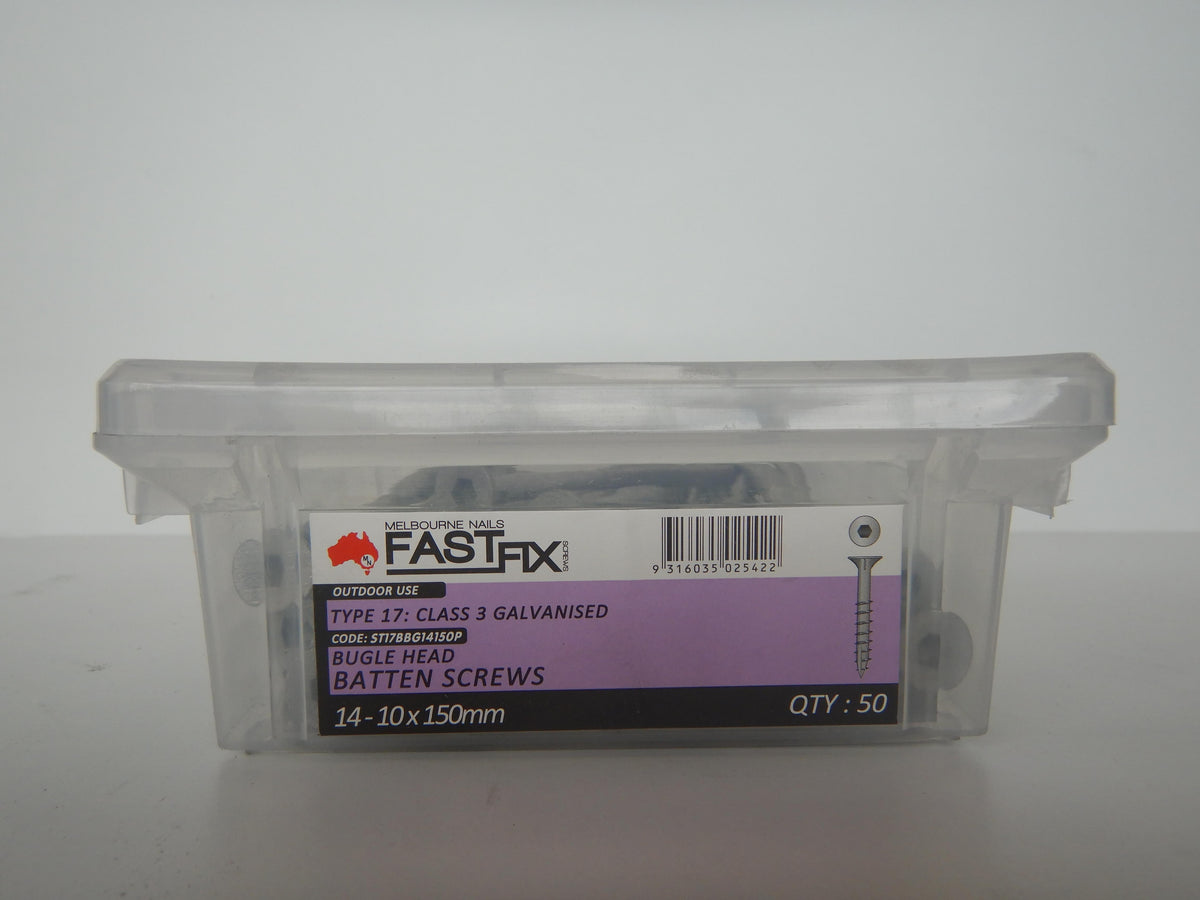 MELBOURNE NAILS
FASTFIX
SCREWS
MN
9 316035 025422
OUTDOOR USE
TYPE 17: CLASS 3 GALVANISED
CODE: ST17BBG14150P
BUGLE HEAD
BATTEN SCREWS
14-10 x 150mm
QTY : 50